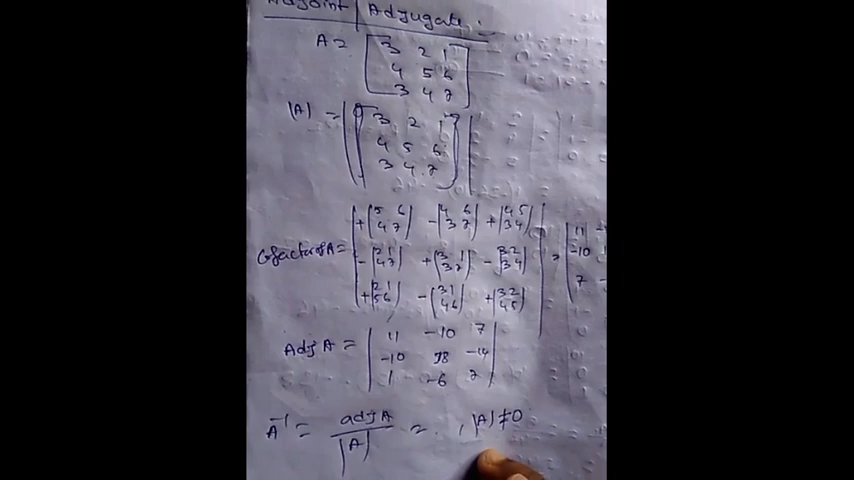 Adjoint | Adjugate :
A = [3 2 1
4 5 6
3 4 7]
|A| = |[3 2 1
4 5 6
3 4 7]|
Cofactor of A = | +|5 6 / 4 7| -|4 6 / 3 7| +|4 5 / 3 4| | = | 11
-|2 1 / 4 7| +|3 1 / 3 7| -|3 2 / 3 4| | -10
+|2 1 / 5 6| -|3 1 / 4 6| +|3 2 / 4 5| | 7 -
Adj A = | 11 -10 7 |
| -10 18 -14 |
| 1 -6 7 |
A⁻¹ = adj A / |A| = , |A| ≠ 0